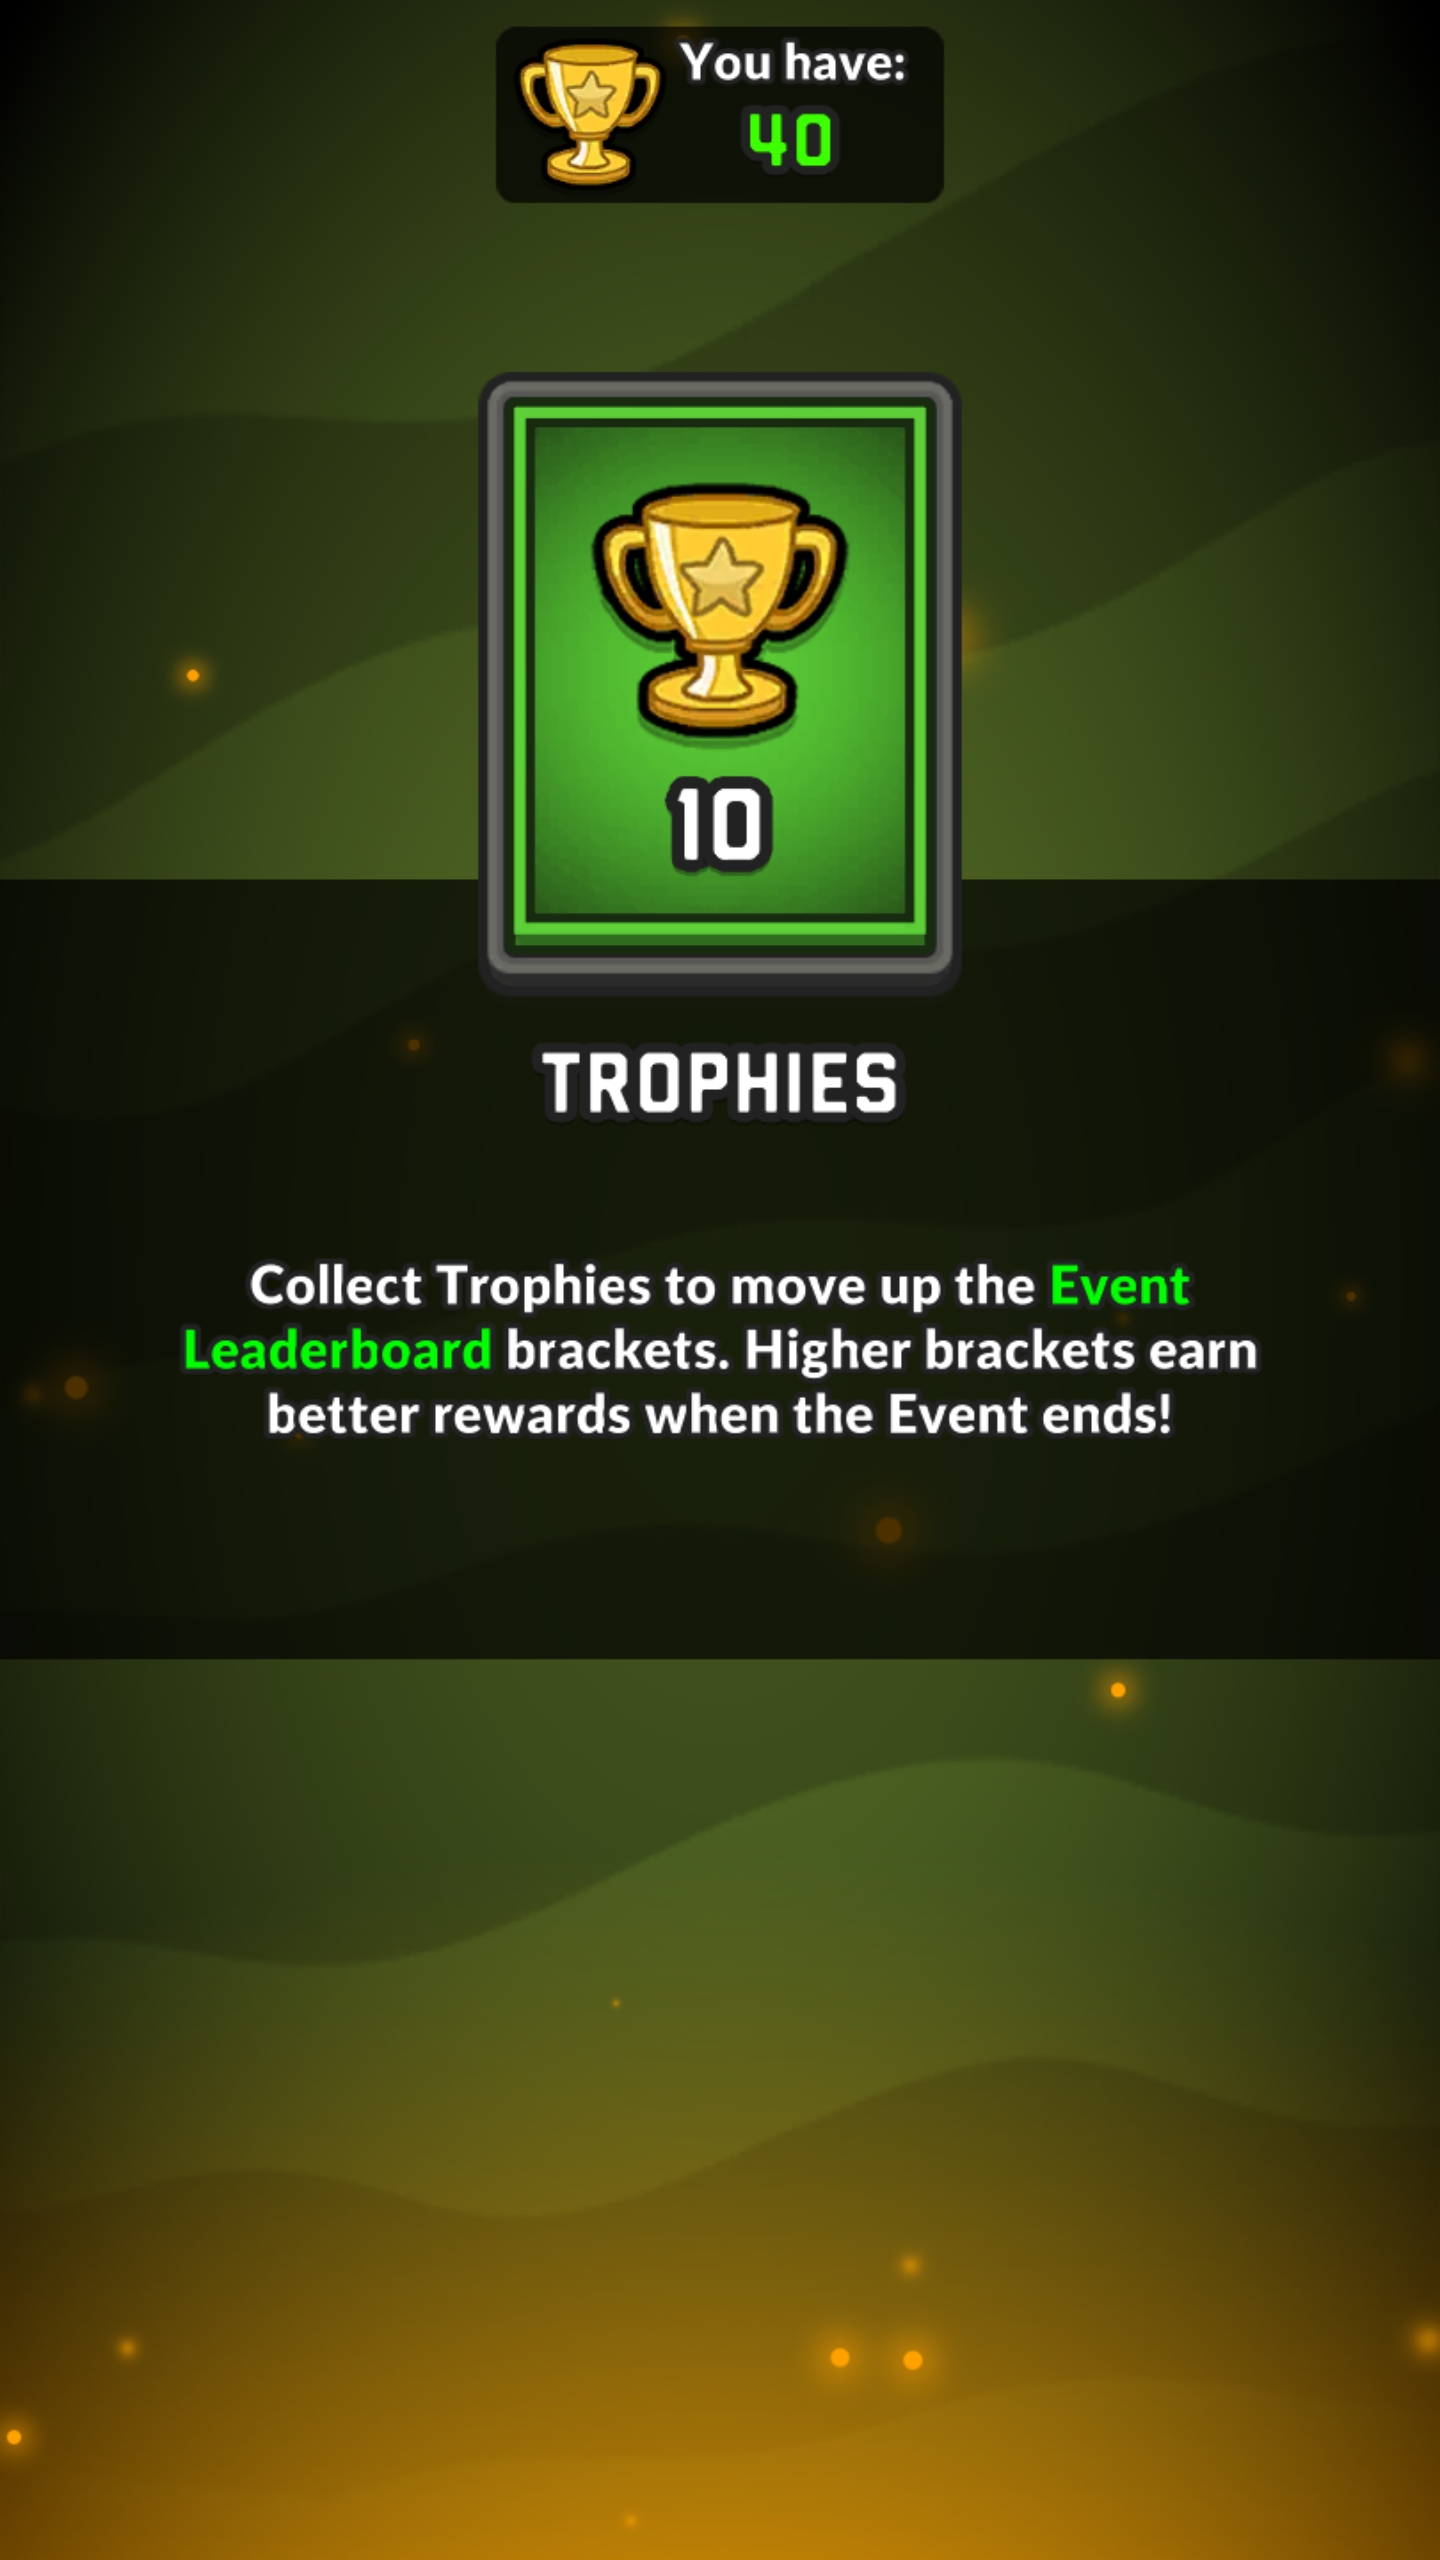 You have:
40
10
TROPHIES
Collect Trophies to move up the Event
Leaderboard brackets. Higher brackets earn
better rewards when the Event ends!